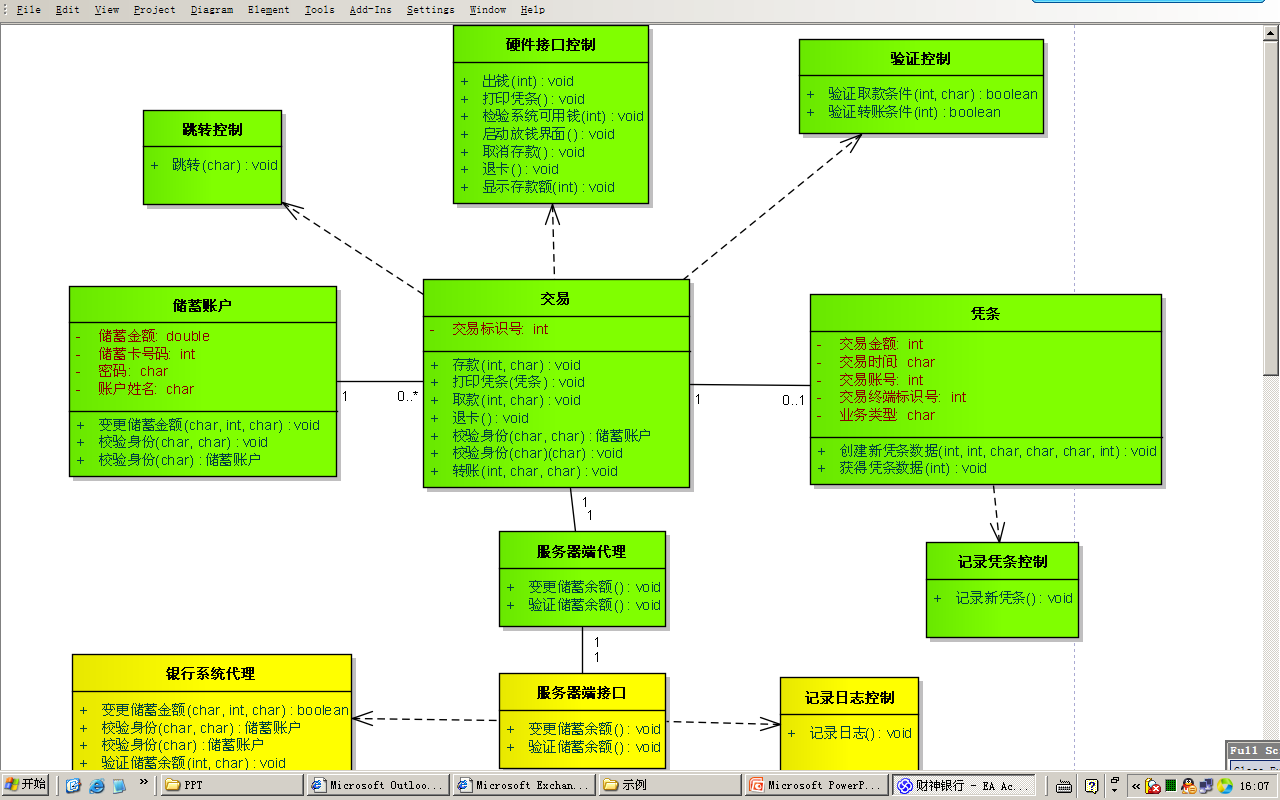 File Edit View Project Diagram Element Tools Add-Ins Settings Window Help
硬件接口控制
+ 出钱(int) : void
+ 打印凭条() : void
+ 检验系统可用钱(int) : void
+ 启动放钱界面() : void
+ 取消存款() : void
+ 退卡() : void
+ 显示存款额(int) : void
验证控制
+ 验证取款条件(int, char) : boolean
+ 验证转账条件(int) : boolean
跳转控制
+ 跳转(char) : void
储蓄账户
- 储蓄金额: double
- 储蓄卡号码: int
- 密码: char
- 账户姓名: char
+ 变更储蓄金额(char, int, char) : void
+ 校验身份(char, char) : void
+ 校验身份(char) : 储蓄账户
1
0..*
交易
- 交易标识号: int
+ 存款(int, char) : void
+ 打印凭条(凭条) : void
+ 取款(int, char) : void
+ 退卡() : void
+ 校验身份(char, char) : 储蓄账户
+ 校验身份(char)(char) : void
+ 转账(int, char, char) : void
1
0..1
凭条
- 交易金额: int
- 交易时间: char
- 交易账号: int
- 交易终端标识号: int
- 业务类型: char
+ 创建新凭条数据(int, int, char, char, char, int) : void
+ 获得凭条数据(int) : void
1
1
服务器端代理
+ 变更储蓄余额() : void
+ 验证储蓄余额() : void
记录凭条控制
+ 记录新凭条() : void
1
1
银行系统代理
+ 变更储蓄金额(char, int, char) : boolean
+ 校验身份(char, char) : 储蓄账户
+ 校验身份(char) : 储蓄账户
+ 验证储蓄余额(int, char) : void
服务器端接口
+ 变更储蓄余额() : void
+ 验证储蓄余额() : void
记录日志控制
+ 记录日志() : void
Full Sc
开始
»
PPT
Microsoft Outloo...
Microsoft Exchan...
示例
Microsoft PowerP...
财神银行 - EA Ac...
«
16:07